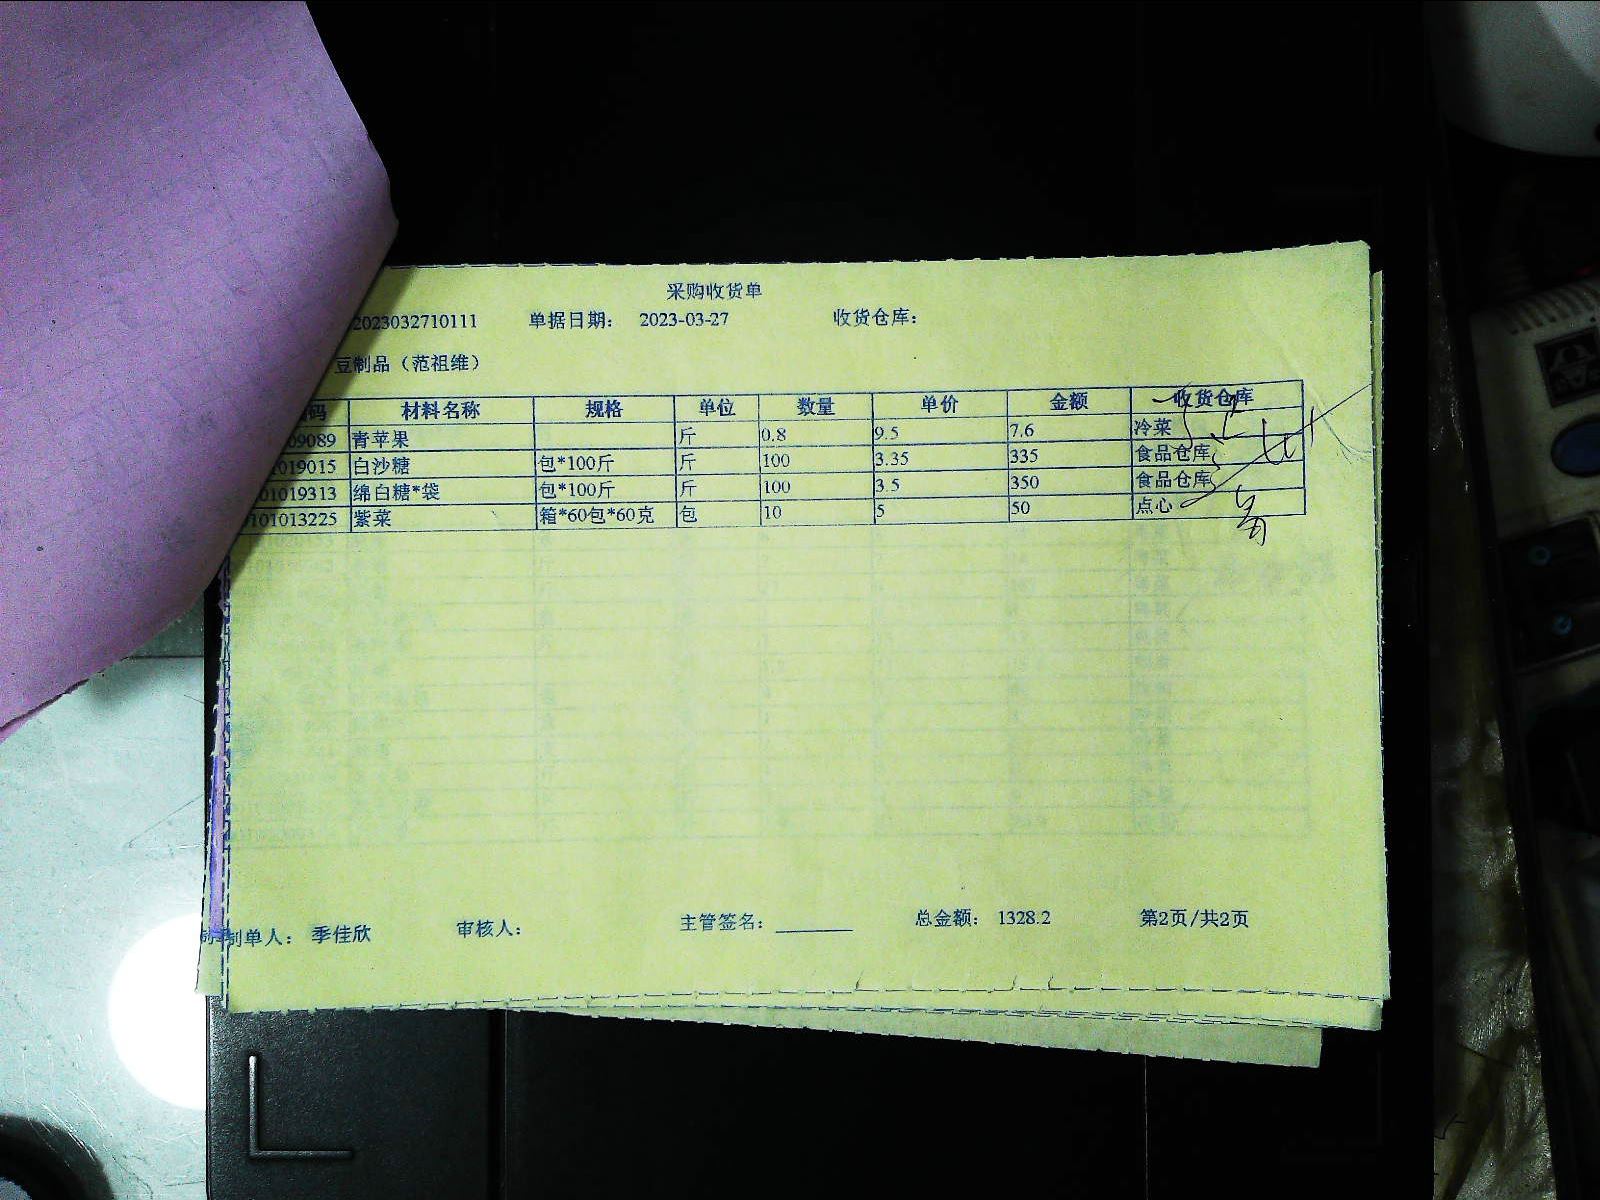 采购收货单
2023032710111 单据日期： 2023-03-27 收货仓库：
豆制品（范祖维）
码 材料名称 规格 单位 数量 单价 金额 收货仓库
09089 青苹果 斤 0.8 9.5 7.6 冷菜
01019015 白沙糖 包*100斤 斤 100 3.35 335 食品仓库
01019313 绵白糖*袋 包*100斤 斤 100 3.5 350 食品仓库
0101013225 紫菜 箱*60包*60克 包 10 5 50 点心
制单人： 季佳欣 审核人： 主管签名：______ 总金额： 1328.2 第2页/共2页